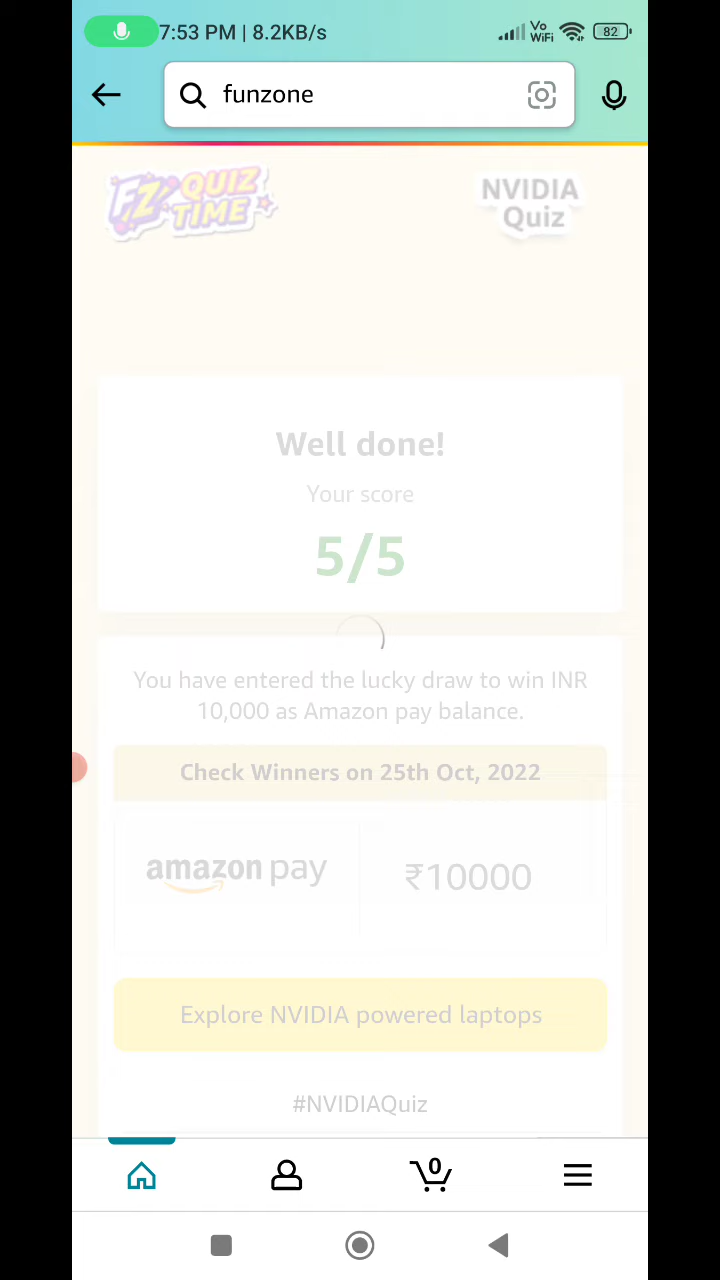 7:53 PM | 8.2KB/s
Vo
WiFi
82
funzone
FZ QUIZ
TIME
NVIDIA
Quiz
Well done!
Your score
5/5
You have entered the lucky draw to win INR
10,000 as Amazon pay balance.
Check Winners on 25th Oct, 2022
amazon pay
₹10000
Explore NVIDIA powered laptops
#NVIDIAQuiz
0